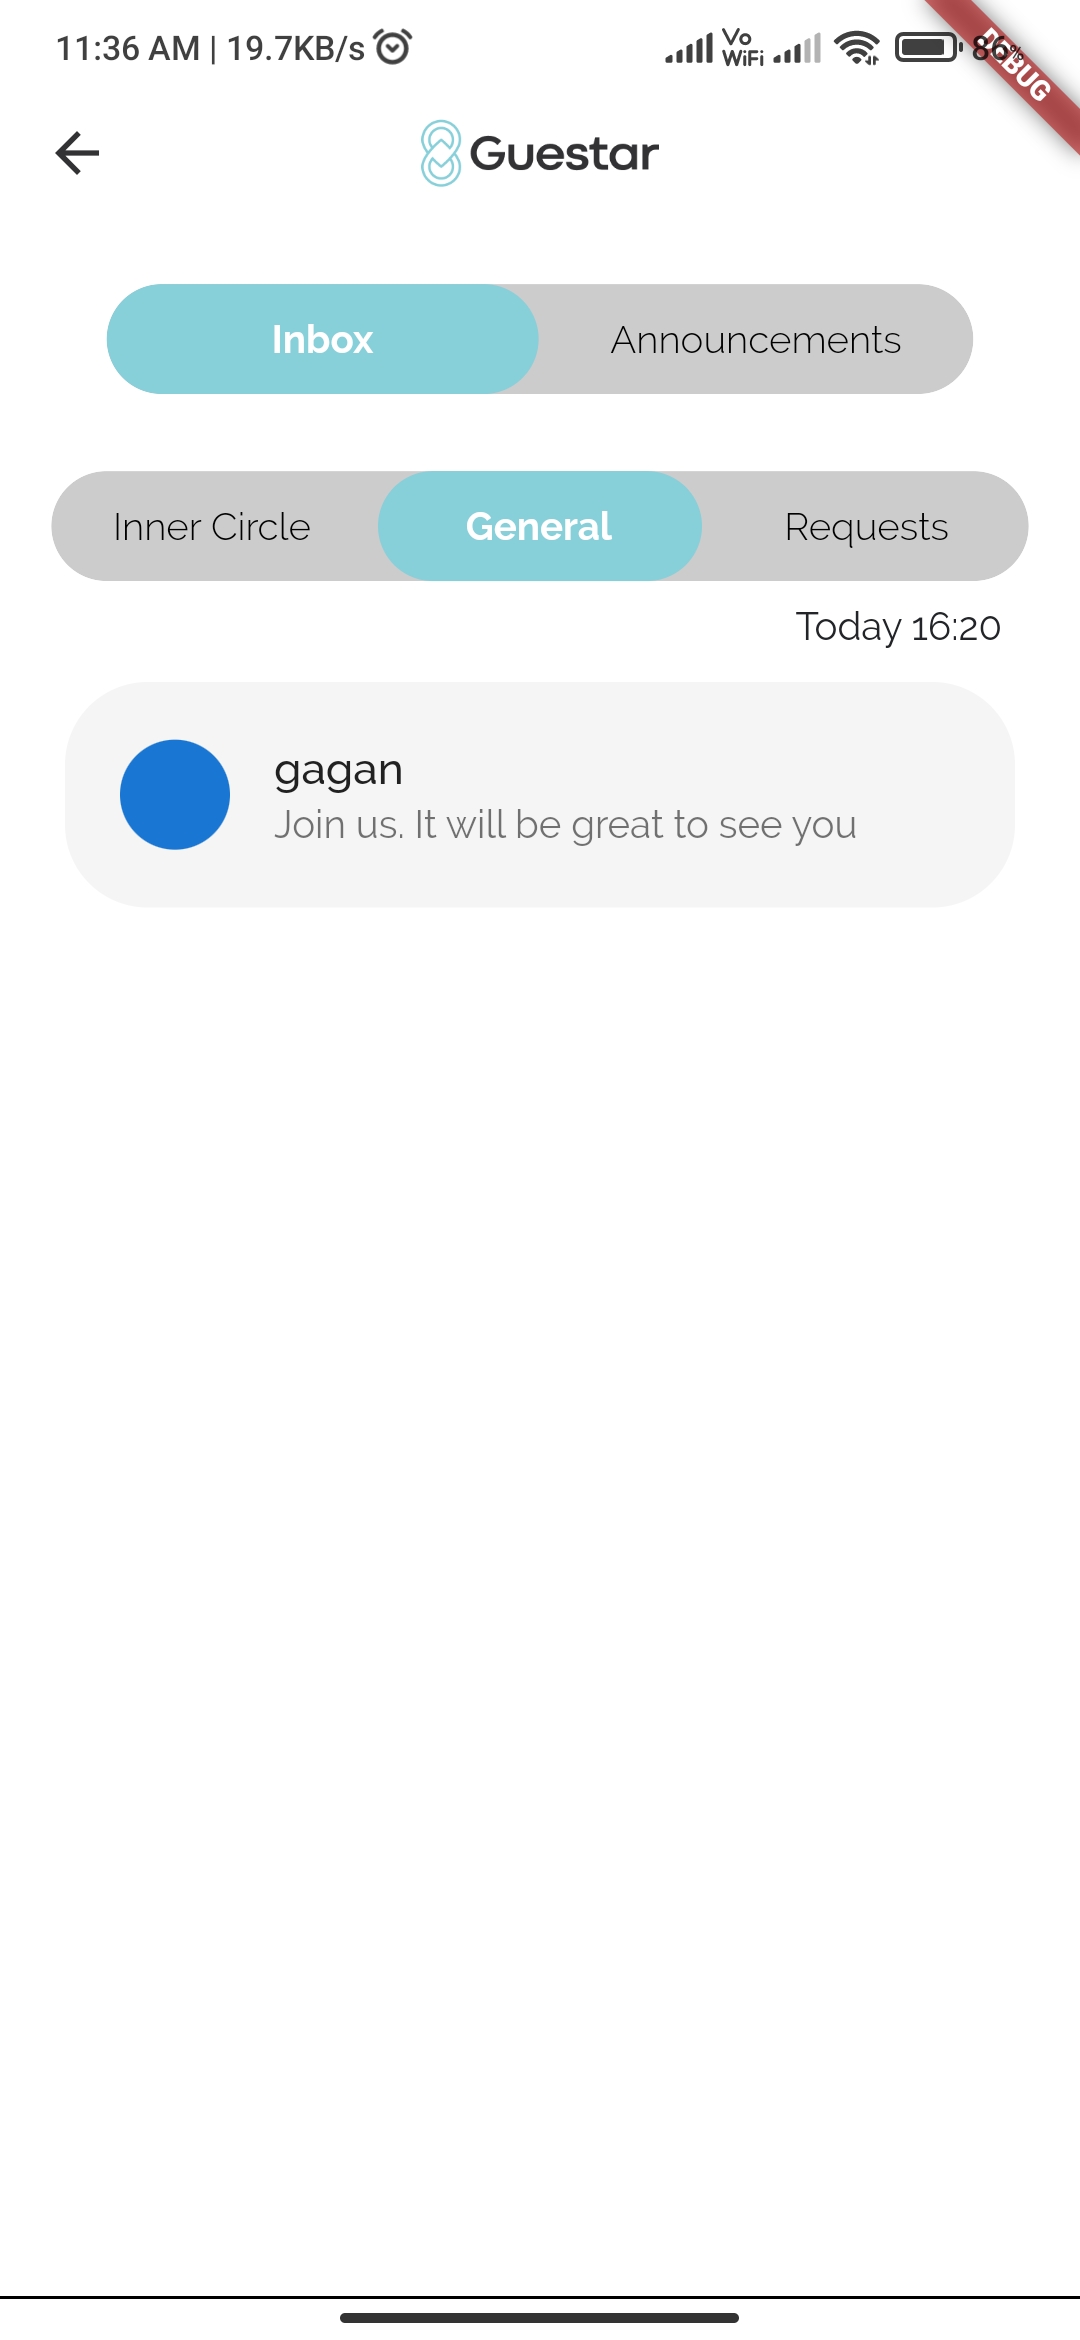 11:36 AM | 19.7KB/s
Vo
WiFi
86%
DEBUG
Guestar
Inbox
Announcements
Inner Circle
General
Requests
Today 16:20
gagan
Join us. It will be great to see you